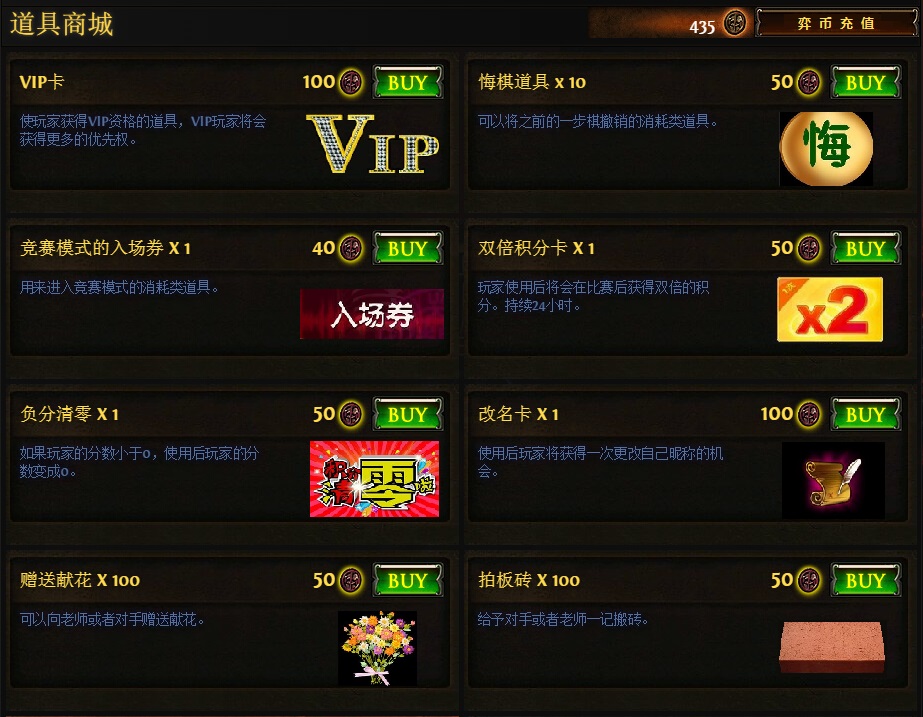 道具商城
435
弈币充值
VIP卡
100
BUY
使玩家获得VIP资格的道具，VIP玩家将会
获得更多的优先权。
VIP
悔棋道具 x 10
50
BUY
可以将之前的一步棋撤销的消耗类道具。
悔
竞赛模式的入场券 X 1
40
BUY
用来进入竞赛模式的消耗类道具。
入场券
双倍积分卡 X 1
50
BUY
玩家使用后将会在比赛后获得双倍的积
分。持续24小时。
x2
负分清零 X 1
50
BUY
如果玩家的分数小于0，使用后玩家的分
数变成0。
积分
清零啦
改名卡 X 1
100
BUY
使用后玩家将获得一次更改自己昵称的机
会。
赠送献花 X 100
50
BUY
可以向老师或者对手赠送献花。
拍板砖 X 100
50
BUY
给予对手或者老师一记搬砖。